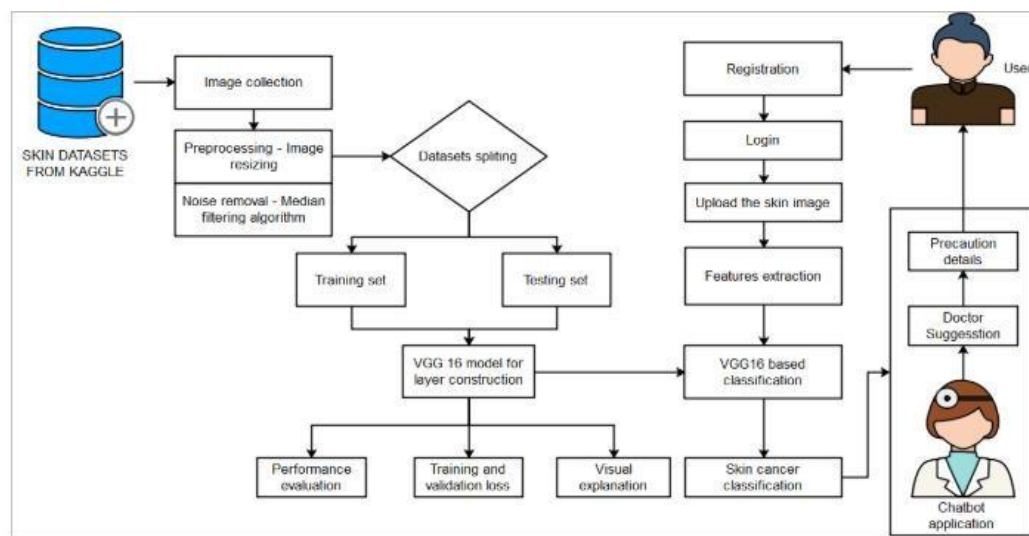 SKIN DATASETS
FROM KAGGLE
Image collection
Preprocessing - Image
resizing
Noise removal - Median
filtering algorithm
Datasets spliting
Training set
Testing set
VGG 16 model for
layer construction
Performance
evaluation
Training and
validation loss
Visual
explanation
Registration
Login
Upload the skin image
Features extraction
VGG16 based
classification
Skin cancer
classification
User
Precaution
details
Doctor
Suggesstion
Chatbot
application